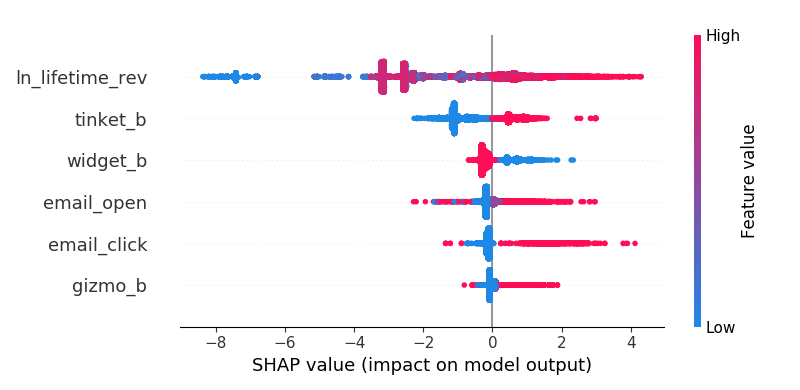 High
ln_lifetime_rev
tinket_b
widget_b
email_open
email_click
gizmo_b
Feature value
Low
−8 −6 −4 −2 0 2 4
SHAP value (impact on model output)